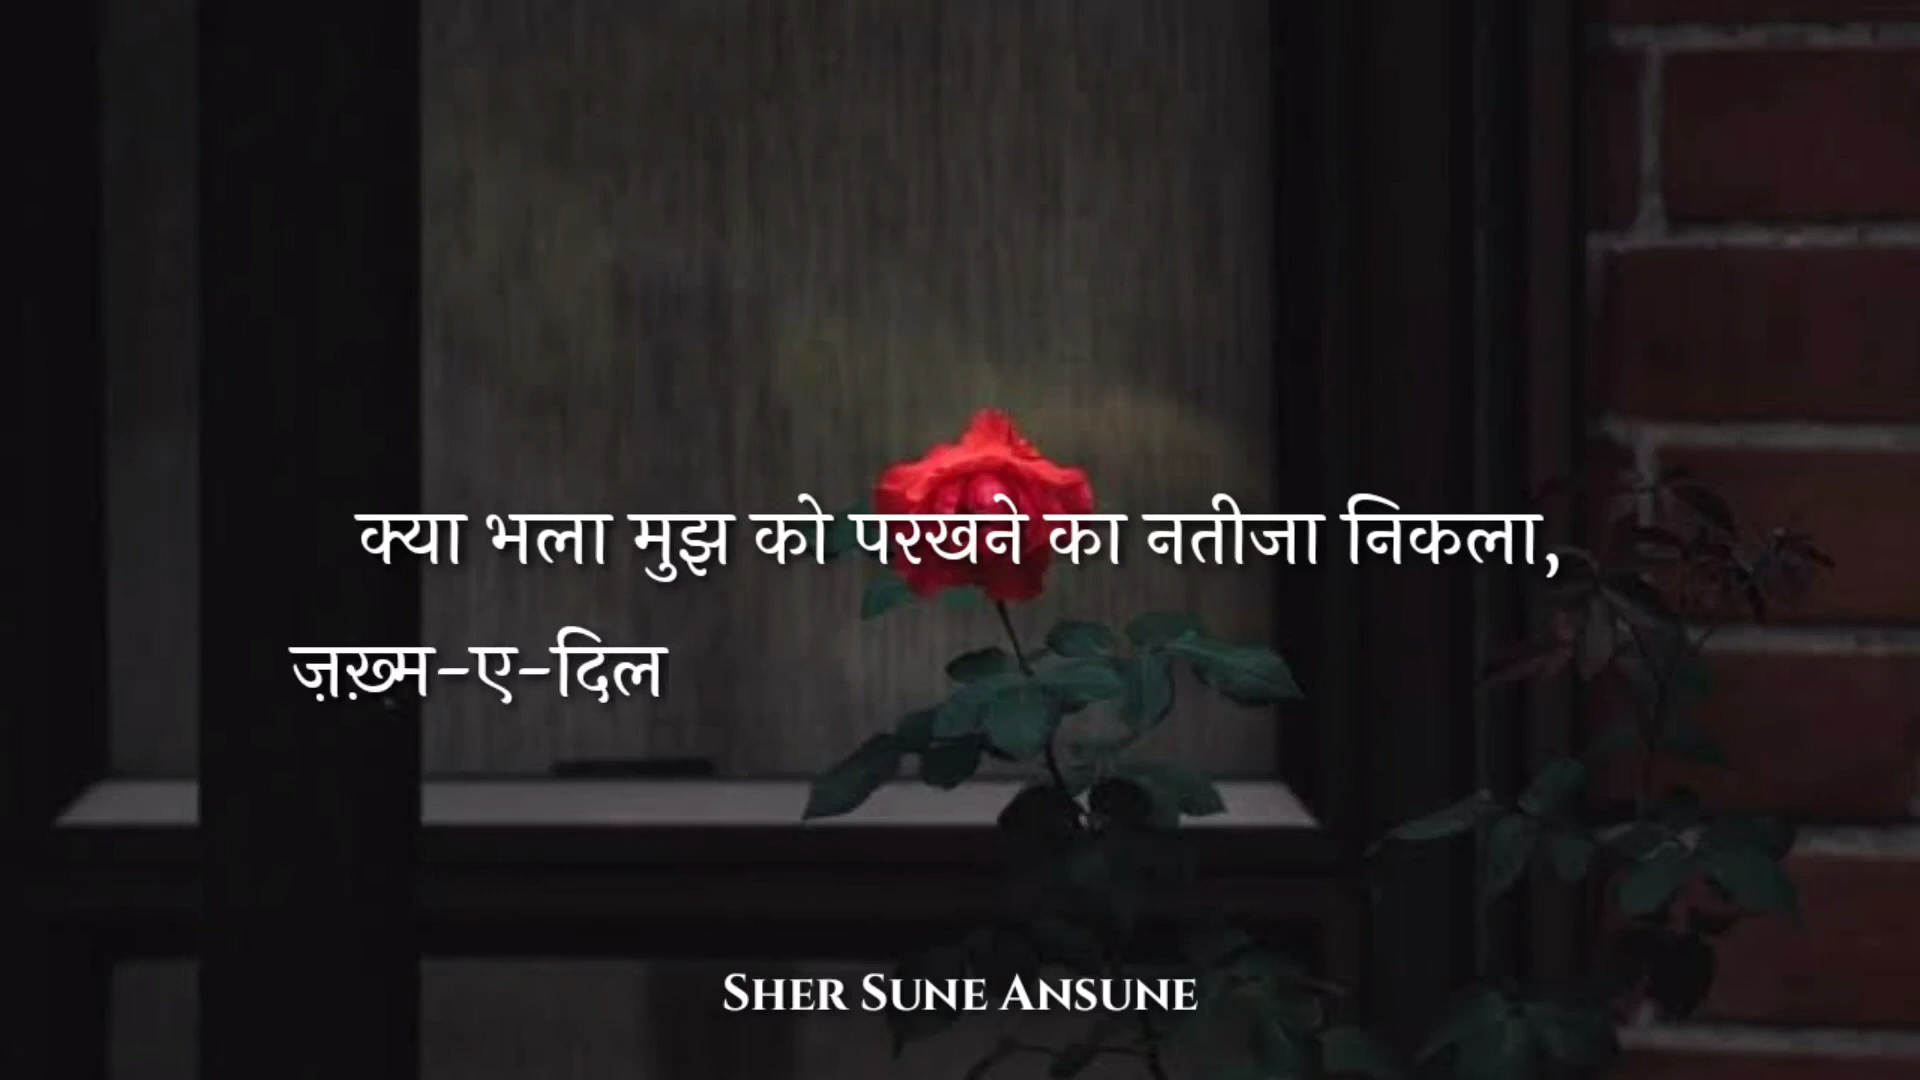 क्या भला मुझ को परखने का नतीजा निकला,
ज़ख़्म-ए-दिल
Sher Sune Ansune